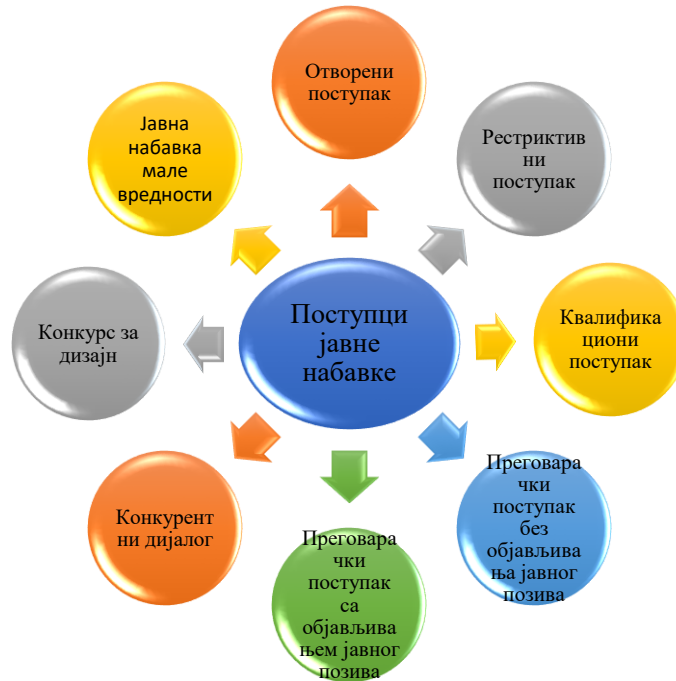 Отворени
поступак
Рестриктив
ни
поступак
Квалифика
циони
поступак
Преговара
чки
поступак
без
објављива
ња јавног
позива
Преговара
чки
поступак
са
објављива
њем јавног
позива
Конкурент
ни дијалог
Конкурс за
дизајн
Јавна
набавка
мале
вредности
Поступци
јавне
набавке